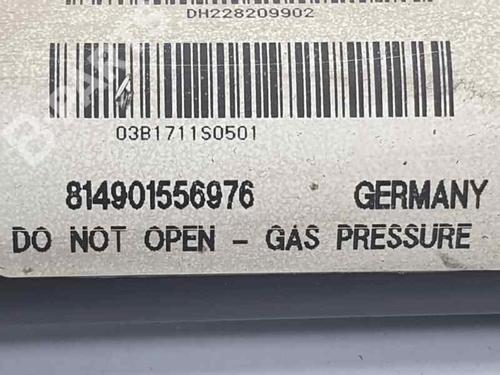 DH228209902
03B1711S0501
814901556976 GERMANY
DO NOT OPEN - GAS PRESSURE